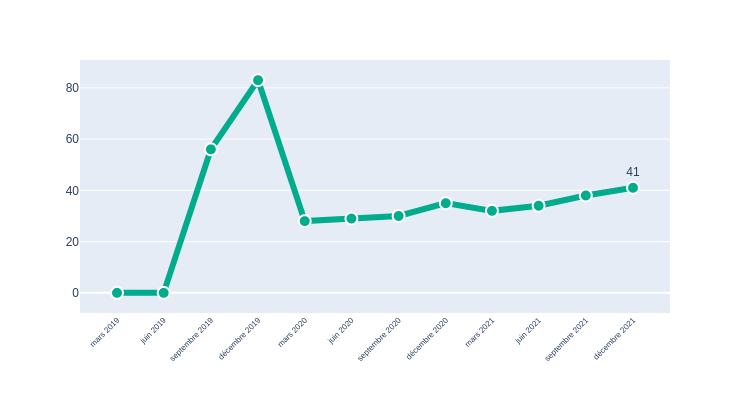 80
60
40
20
0
41
mars 2019
juin 2019
septembre 2019
décembre 2019
mars 2020
juin 2020
septembre 2020
décembre 2020
mars 2021
juin 2021
septembre 2021
décembre 2021